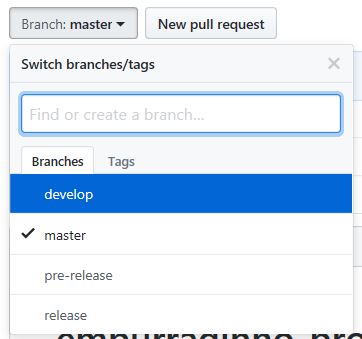 Branch: master
New pull request
Switch branches/tags
Find or create a branch...
Branches
Tags
develop
master
pre-release
release